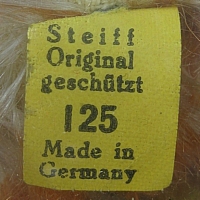 Steiff
Original
geschützt
125
Made in
Germany